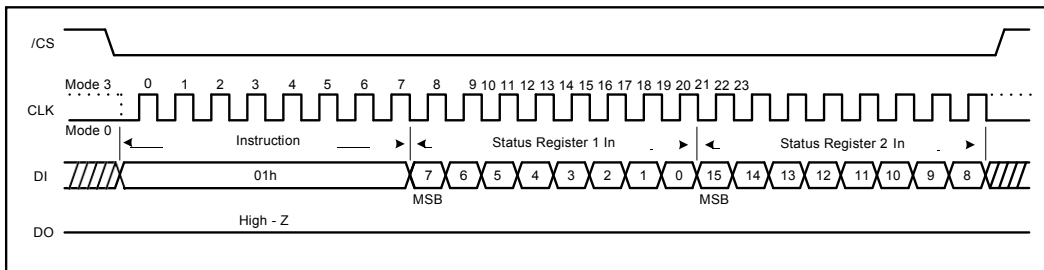 /CS
Mode 3 0 1 2 3 4 5 6 7 8 9 10 11 12 13 14 15 16 17 18 19 20 21 22 23
CLK
Mode 0
Instruction Status Register 1 In Status Register 2 In
DI 01h 7 6 5 4 3 2 1 0 15 14 13 12 11 10 9 8
MSB MSB
High - Z
DO